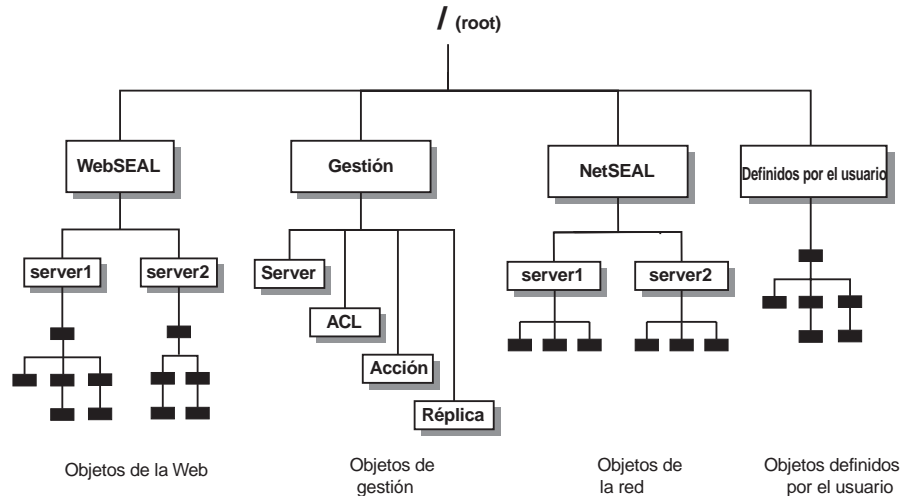 / (root)
WebSEAL
Gestión
NetSEAL
Definidos por el usuario
server1
server2
Server
ACL
Acción
Réplica
server1
server2
Objetos de la Web
Objetos de
gestión
Objetos de
la red
Objetos definidos
por el usuario